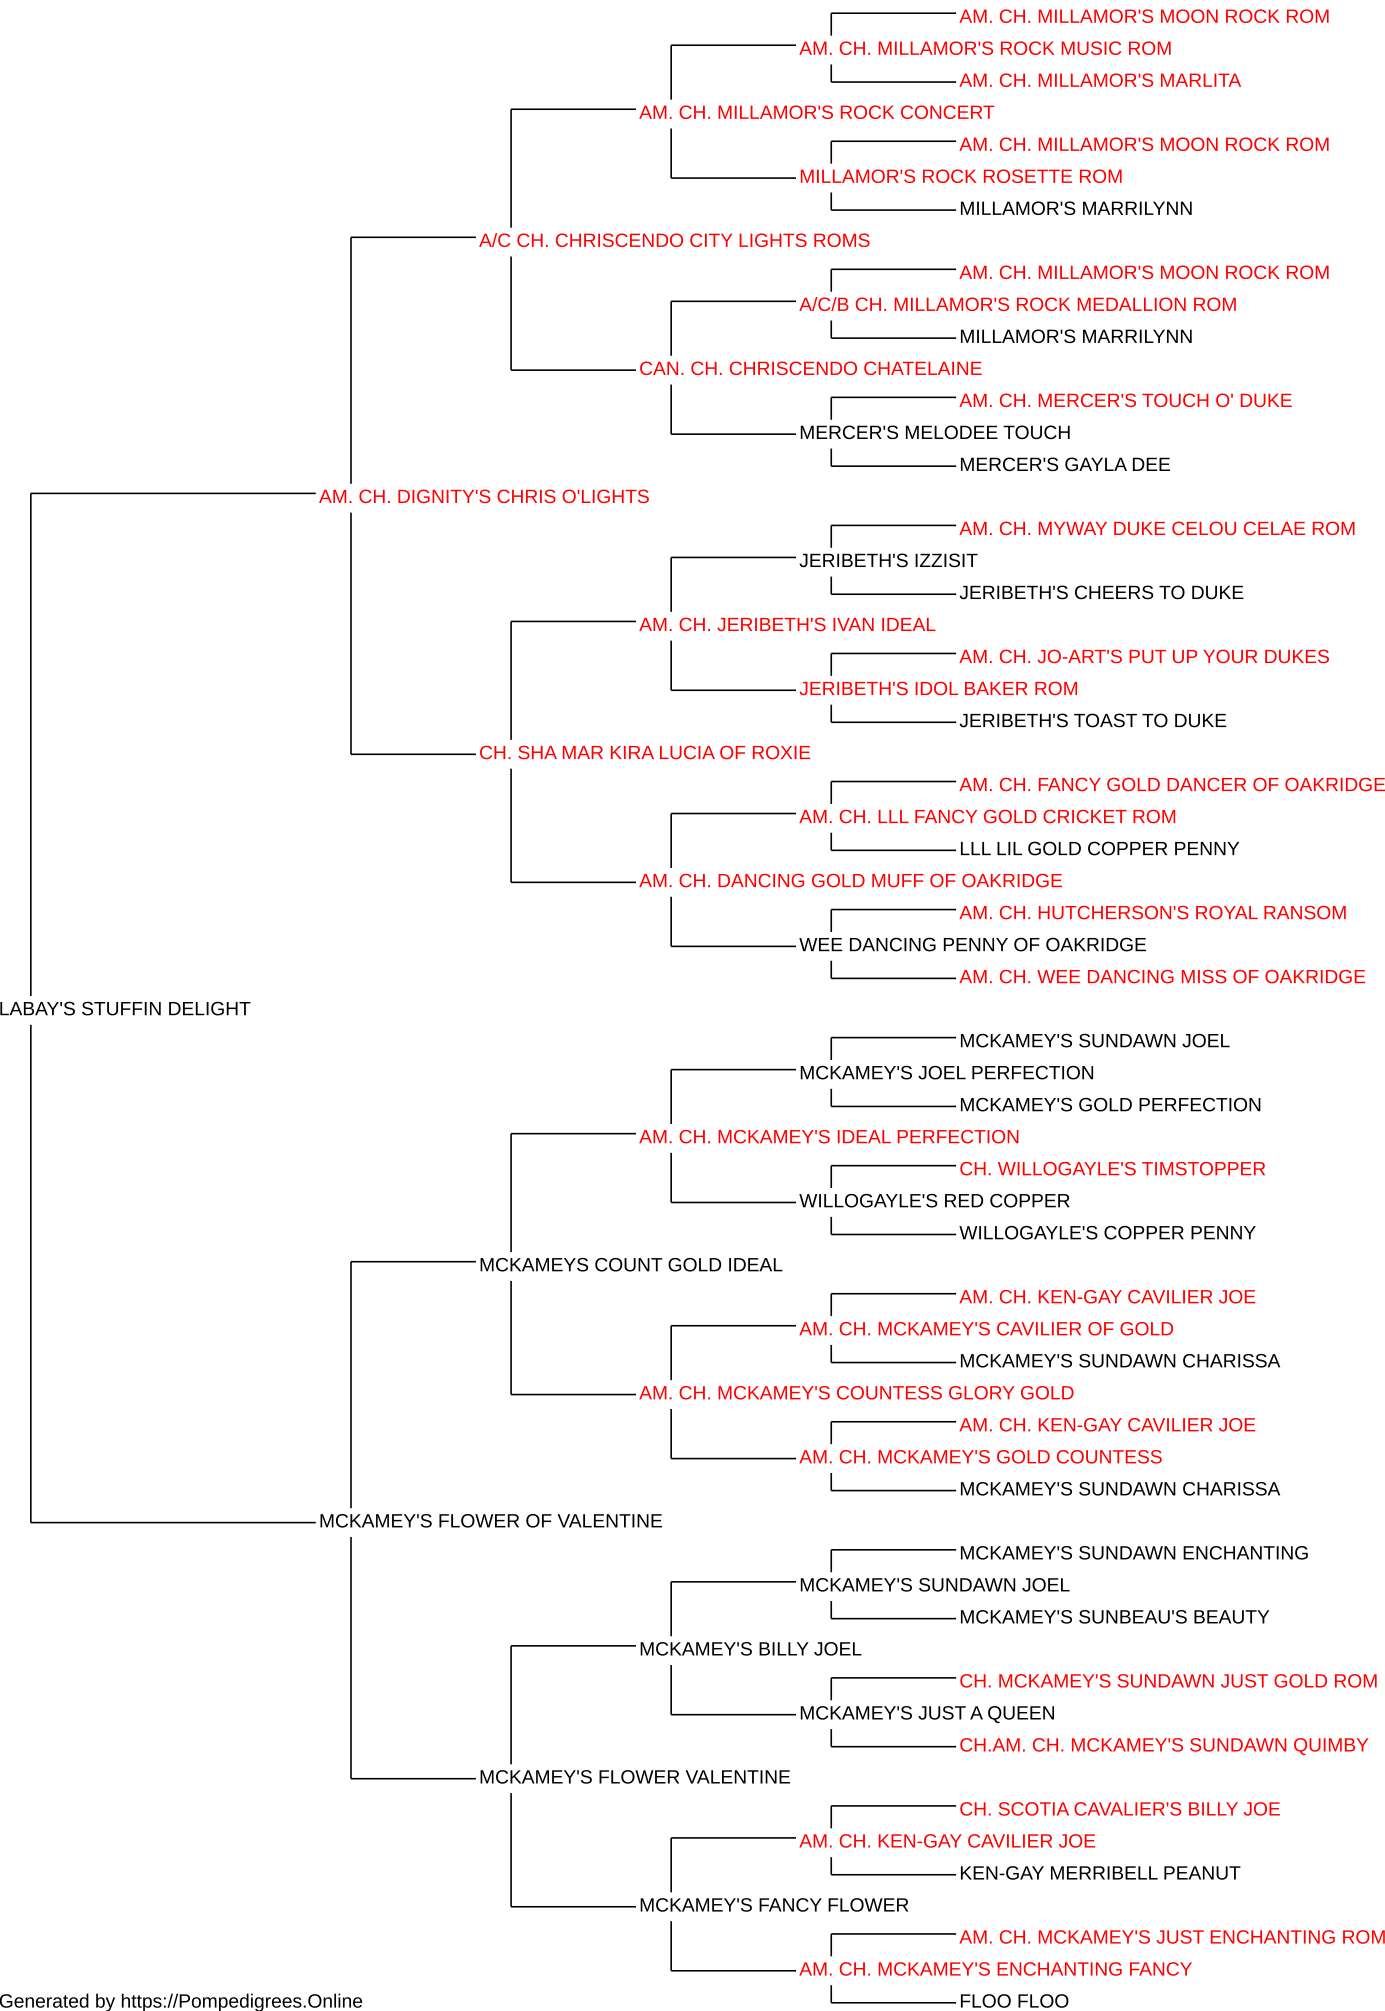 AM. CH. MILLAMOR'S MOON ROCK ROM
AM. CH. MILLAMOR'S ROCK MUSIC ROM
AM. CH. MILLAMOR'S MARLITA
AM. CH. MILLAMOR'S ROCK CONCERT
AM. CH. MILLAMOR'S MOON ROCK ROM
MILLAMOR'S ROCK ROSETTE ROM
MILLAMOR'S MARRILYNN
A/C CH. CHRISCENDO CITY LIGHTS ROMS
AM. CH. MILLAMOR'S MOON ROCK ROM
A/C/B CH. MILLAMOR'S ROCK MEDALLION ROM
MILLAMOR'S MARRILYNN
CAN. CH. CHRISCENDO CHATELAINE
AM. CH. MERCER'S TOUCH O' DUKE
MERCER'S MELODEE TOUCH
MERCER'S GAYLA DEE
AM. CH. DIGNITY'S CHRIS O'LIGHTS
AM. CH. MYWAY DUKE CELOU CELAE ROM
JERIBETH'S IZZISIT
JERIBETH'S CHEERS TO DUKE
AM. CH. JERIBETH'S IVAN IDEAL
AM. CH. JO-ART'S PUT UP YOUR DUKES
JERIBETH'S IDOL BAKER ROM
JERIBETH'S TOAST TO DUKE
CH. SHA MAR KIRA LUCIA OF ROXIE
AM. CH. FANCY GOLD DANCER OF OAKRIDGE
AM. CH. LLL FANCY GOLD CRICKET ROM
LLL LIL GOLD COPPER PENNY
AM. CH. DANCING GOLD MUFF OF OAKRIDGE
AM. CH. HUTCHERSON'S ROYAL RANSOM
WEE DANCING PENNY OF OAKRIDGE
AM. CH. WEE DANCING MISS OF OAKRIDGE
LABAY'S STUFFIN DELIGHT
MCKAMEY'S SUNDAWN JOEL
MCKAMEY'S JOEL PERFECTION
MCKAMEY'S GOLD PERFECTION
AM. CH. MCKAMEY'S IDEAL PERFECTION
CH. WILLOGAYLE'S TIMSTOPPER
WILLOGAYLE'S RED COPPER
WILLOGAYLE'S COPPER PENNY
MCKAMEYS COUNT GOLD IDEAL
AM. CH. KEN-GAY CAVILIER JOE
AM. CH. MCKAMEY'S CAVILIER OF GOLD
MCKAMEY'S SUNDAWN CHARISSA
AM. CH. MCKAMEY'S COUNTESS GLORY GOLD
AM. CH. KEN-GAY CAVILIER JOE
AM. CH. MCKAMEY'S GOLD COUNTESS
MCKAMEY'S SUNDAWN CHARISSA
MCKAMEY'S FLOWER OF VALENTINE
MCKAMEY'S SUNDAWN ENCHANTING
MCKAMEY'S SUNDAWN JOEL
MCKAMEY'S SUNBEAU'S BEAUTY
MCKAMEY'S BILLY JOEL
CH. MCKAMEY'S SUNDAWN JUST GOLD ROM
MCKAMEY'S JUST A QUEEN
CH.AM. CH. MCKAMEY'S SUNDAWN QUIMBY
MCKAMEY'S FLOWER VALENTINE
CH. SCOTIA CAVALIER'S BILLY JOE
AM. CH. KEN-GAY CAVILIER JOE
KEN-GAY MERRIBELL PEANUT
MCKAMEY'S FANCY FLOWER
AM. CH. MCKAMEY'S JUST ENCHANTING ROM
AM. CH. MCKAMEY'S ENCHANTING FANCY
FLOO FLOO
Generated by https://Pompedigrees.Online